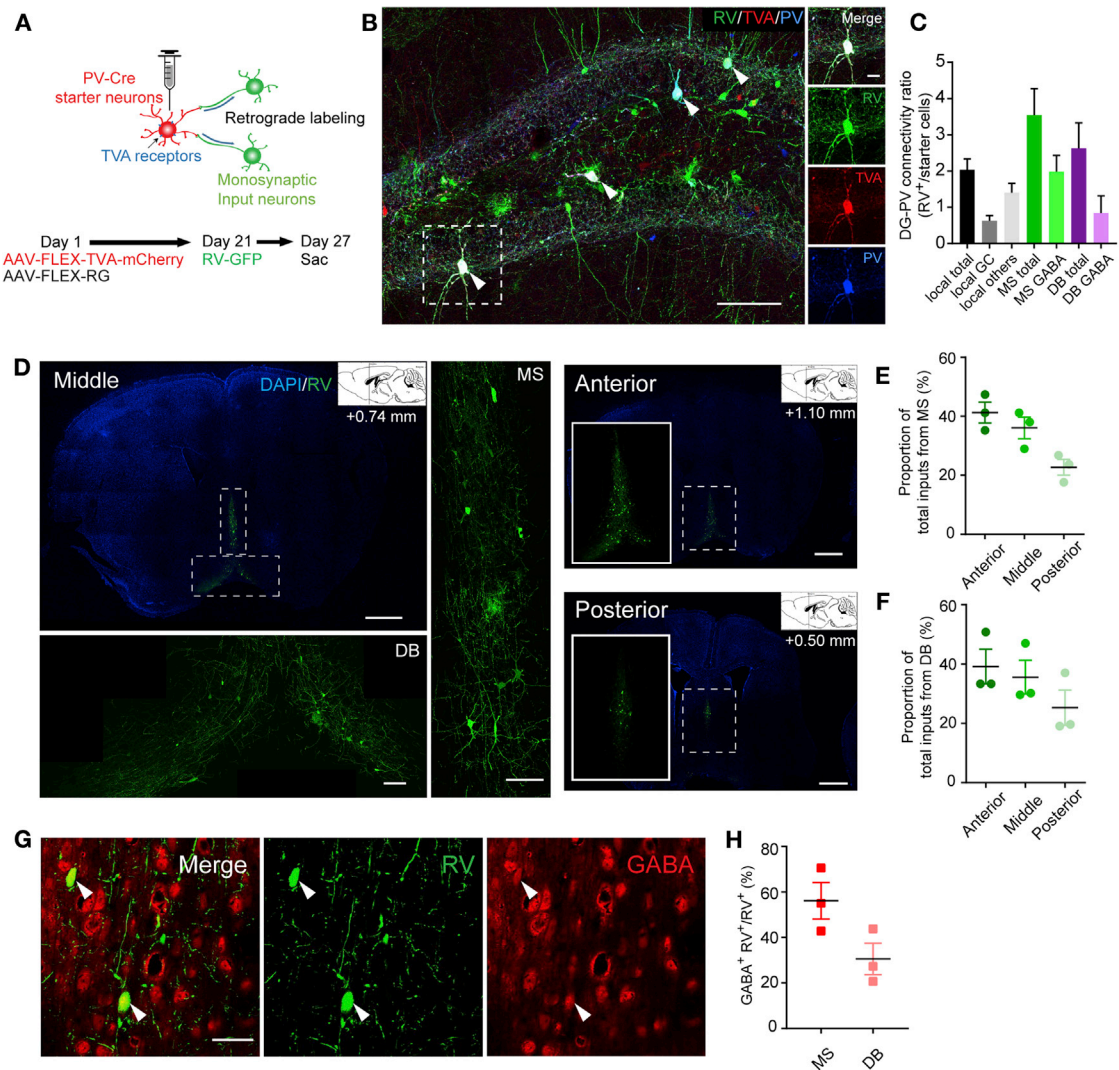 A
PV-Cre
starter neurons
Retrograde labeling
TVA receptors
Monosynaptic
Input neurons
Day 1
Day 21
Day 27
AAV-FLEX-TVA-mCherry
RV-GFP
Sac
AAV-FLEX-RG
B
RV/TVA/PV
Merge
RV
TVA
PV
C
DG-PV connectivity ratio
(RV+/starter cells)
5
4
3
2
1
0
local total
local GC
local others
MS total
MS GABA
DB total
DB GABA
D
Middle
DAPI/RV
+0.74 mm
MS
DB
Anterior
+1.10 mm
Posterior
+0.50 mm
E
Proportion of
total inputs from MS (%)
60
40
20
0
Anterior
Middle
Posterior
F
Proporrtion of
total inputs from DB (%)
60
40
20
0
Anterior
Middle
Posterior
G
Merge
RV
GABA
H
GABA+ RV+/RV+ (%)
80
60
40
20
0
MS
DB